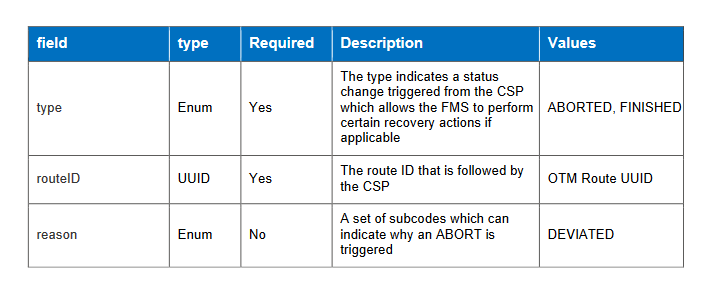 field type Required Description Values
The type indicates a status
change triggered from the CSP
type Enum Yes which allows the FMS to perform ABORTED, FINISHED
certain recovery actions if
applicable
routeID UUID Yes The route ID that is followed by OTM Route UUID
the CSP
A set of subcodes which can
reason Enum No indicate why an ABORT is DEVIATED
triggered